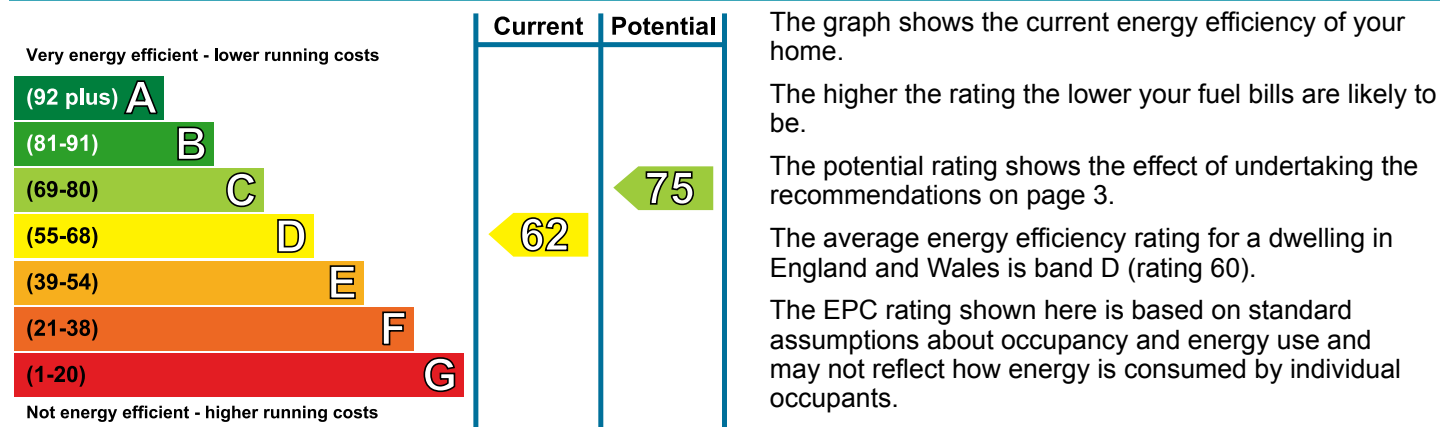 Current Potential
Very energy efficient - lower running costs
(92 plus) A
(81-91) B
(69-80) C
75
(55-68) D
62
(39-54) E
(21-38) F
(1-20) G
Not energy efficient - higher running costs
The graph shows the current energy efficiency of your
home.
The higher the rating the lower your fuel bills are likely to
be.
The potential rating shows the effect of undertaking the
recommendations on page 3.
The average energy efficiency rating for a dwelling in
England and Wales is band D (rating 60).
The EPC rating shown here is based on standard
assumptions about occupancy and energy use and
may not reflect how energy is consumed by individual
occupants.